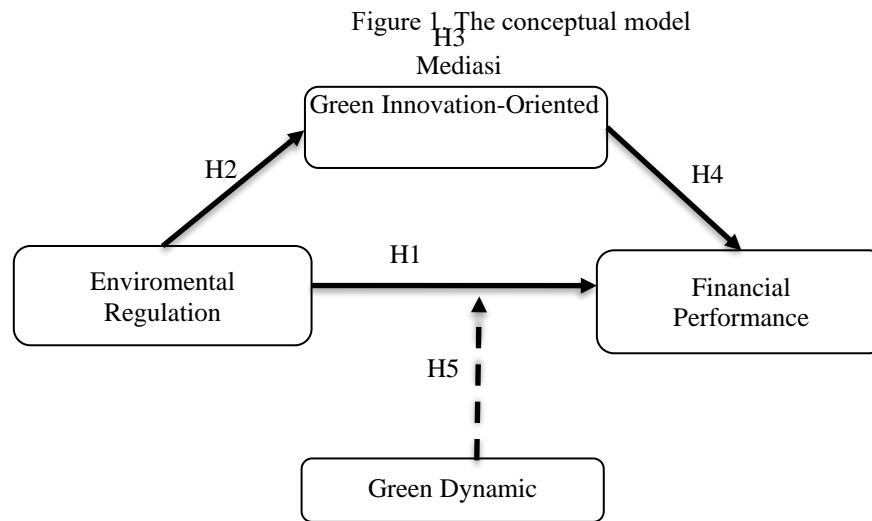 Figure 1. The conceptual model
H3
Mediasi
Green Innovation-Oriented
H2
H4
H1
Enviromental
Regulation
Financial
Performance
H5
Green Dynamic